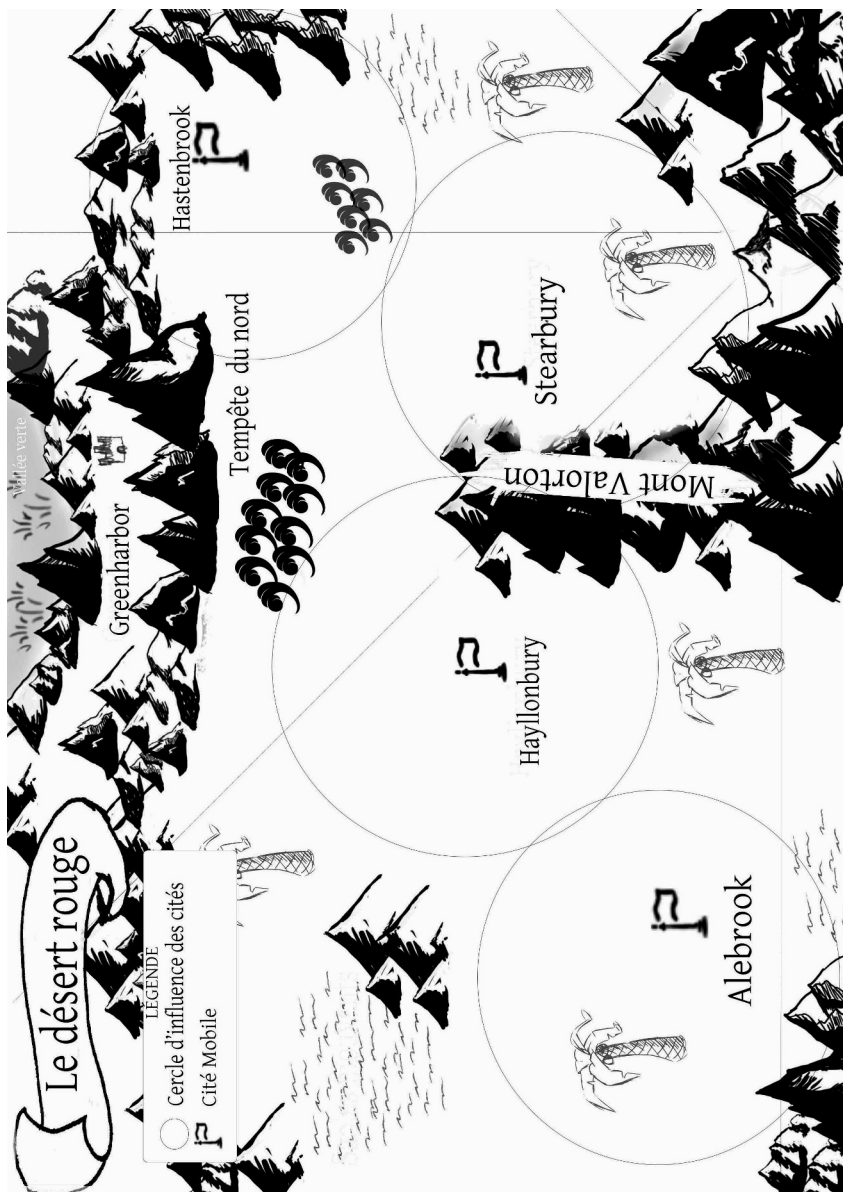 Le désert rouge
LEGENDE
Cercle d'influence des cités
Cité Mobile
Vallée verte
Greenharbor
Tempête du nord
Hastenbrook
Hayllonbury
Mont Valorton
Stearbury
Alebrook